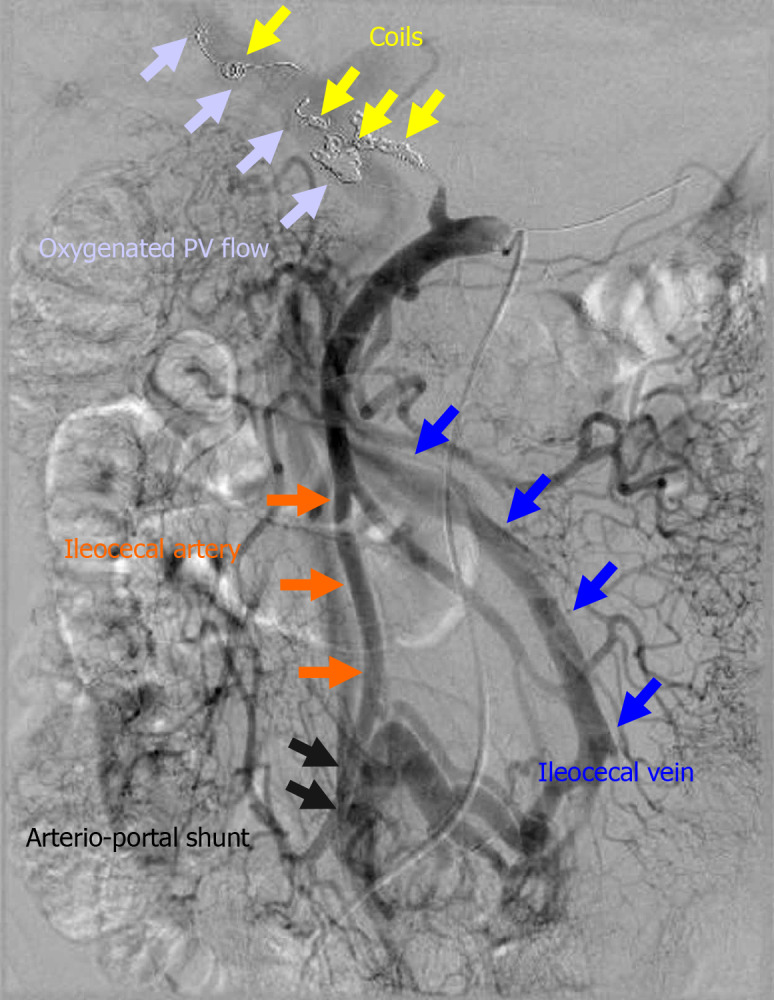 Coils
Oxygenated PV flow
Ileocecal artery
Ileocecal vein
Arterio-portal shunt